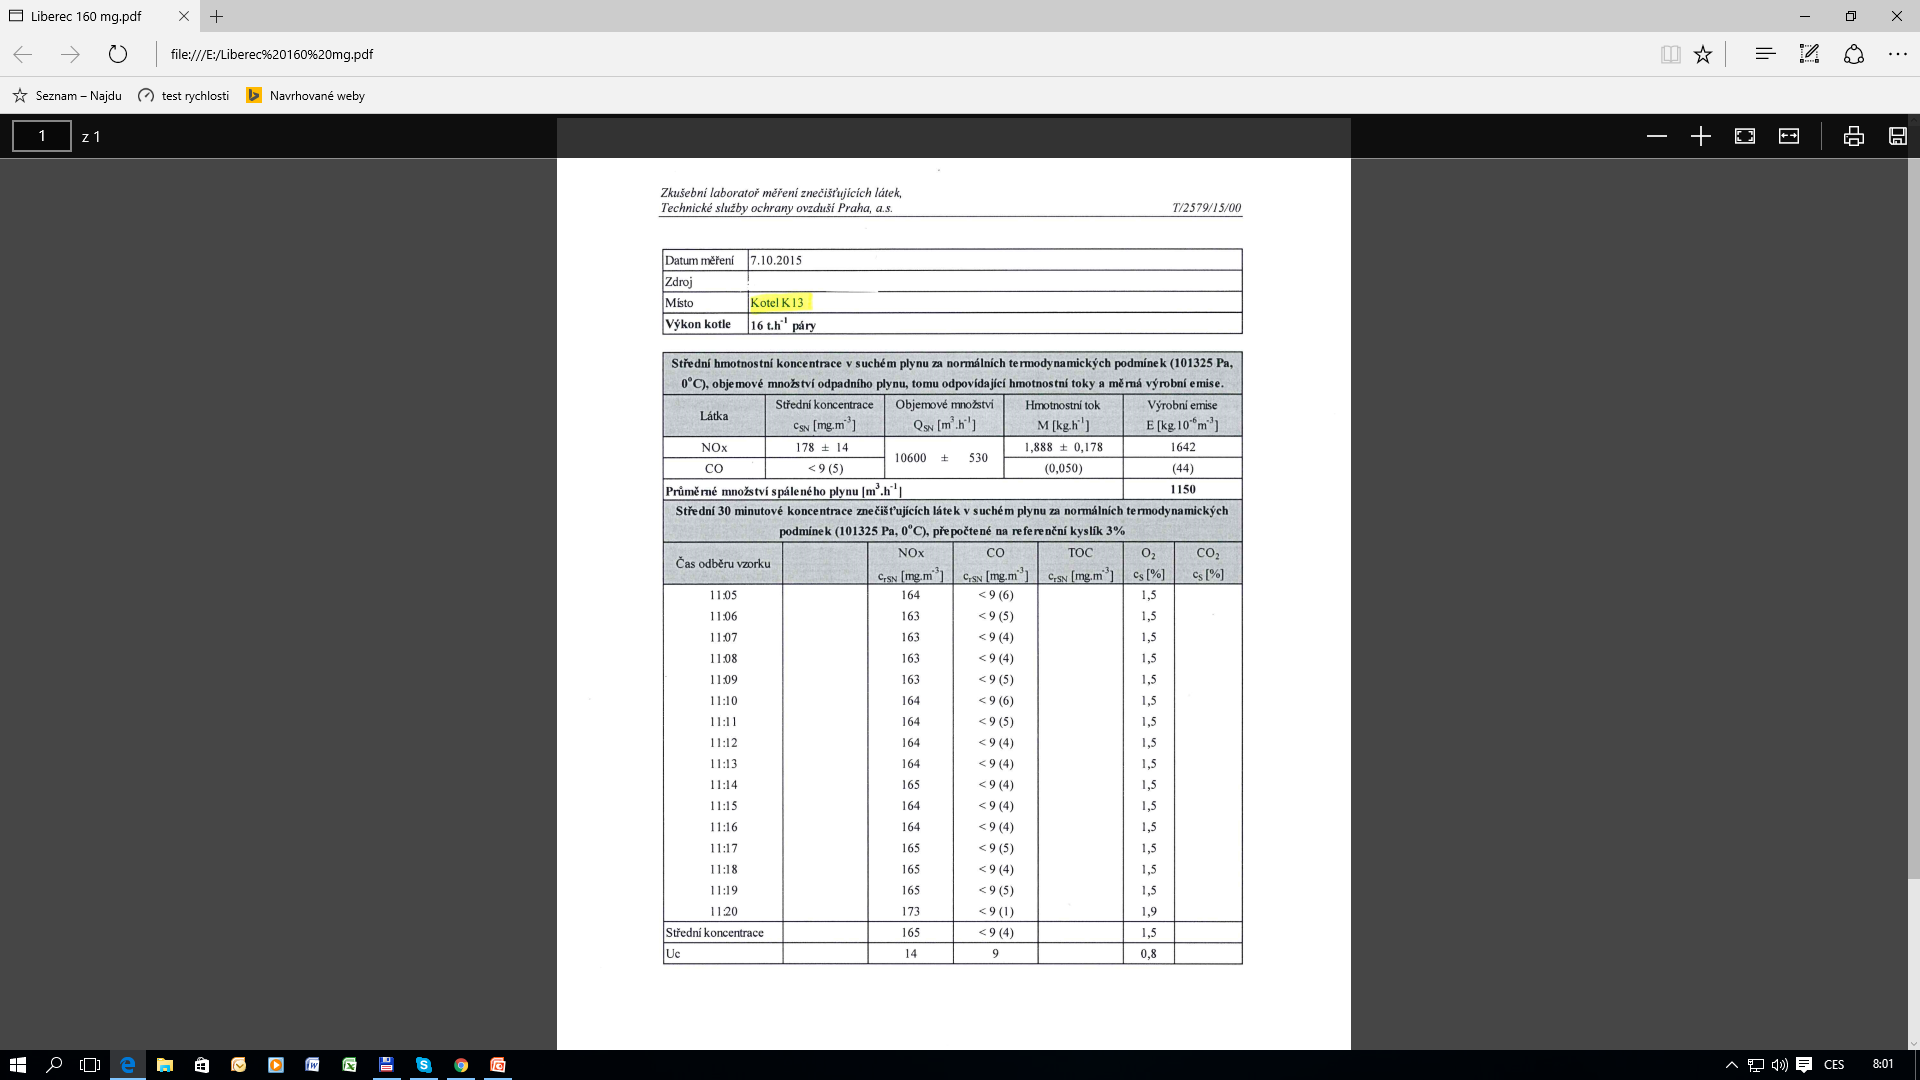 Liberec 160 mg.pdf
file:///E:/Liberec%20160%20mg.pdf
Seznam – Najdu
test rychlosti
Navrhované weby
1 z 1
Zkušební laboratoř měření znečišťujících látek,
Technické služby ochrany ovzduší Praha, a.s. T/2579/15/00
Datum měření 7.10.2015
Zdroj
Místo Kotel K13
Výkon kotle 16 t.h⁻¹ páry
Střední hmotnostní koncentrace v suchém plynu za normálních termodynamických podmínek (101325 Pa,
0°C), objemové množství odpadního plynu, tomu odpovídající hmotnostní toky a měrná výrobní emise.
Látka Střední koncentrace Objemové množství Hmotnostní tok Výrobní emise
cSN [mg.m⁻³] QSN [m³.h⁻¹] M [kg.h⁻¹] E [kg.10⁻⁶m⁻³]
NOx 178 ± 14 10600 ± 530 1,888 ± 0,178 1642
CO < 9 (5) (0,050) (44)
Průměrné množství spáleného plynu [m³.h⁻¹] 1150
Střední 30 minutové koncentrace znečišťujících látek v suchém plynu za normálních termodynamických
podmínek (101325 Pa, 0°C), přepočtené na referenční kyslík 3%
Čas odběru vzorku NOx CO TOC O₂ CO₂
crSN [mg.m⁻³] crSN [mg.m⁻³] crSN [mg.m⁻³] cS [%] cS [%]
11:05 164 < 9 (6) 1,5
11:06 163 < 9 (5) 1,5
11:07 163 < 9 (4) 1,5
11:08 163 < 9 (4) 1,5
11:09 163 < 9 (5) 1,5
11:10 164 < 9 (6) 1,5
11:11 164 < 9 (5) 1,5
11:12 164 < 9 (4) 1,5
11:13 164 < 9 (4) 1,5
11:14 165 < 9 (4) 1,5
11:15 164 < 9 (4) 1,5
11:16 164 < 9 (4) 1,5
11:17 165 < 9 (5) 1,5
11:18 165 < 9 (4) 1,5
11:19 165 < 9 (5) 1,5
11:20 173 < 9 (1) 1,9
Střední koncentrace 165 < 9 (4) 1,5
Uc 14 9 0,8
CES 8:01